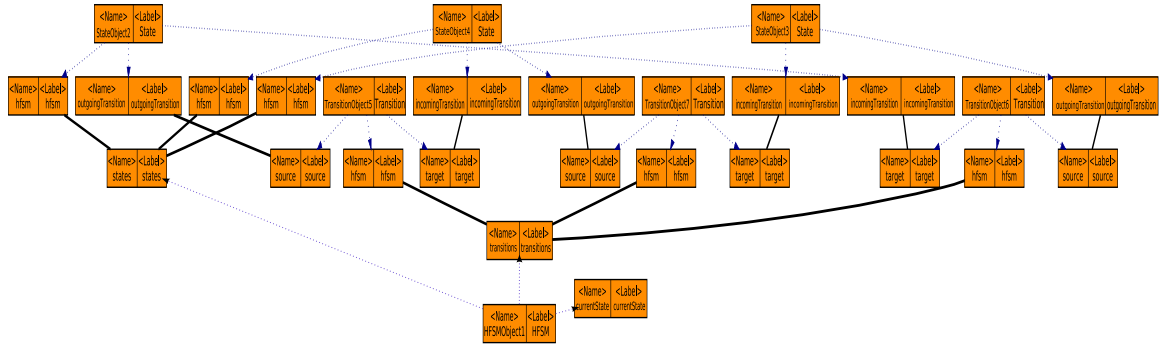 <Name> <Label>
StateObject2 State
<Name> <Label>
StateObject4 State
<Name> <Label>
StateObject3 State
<Name> <Label>
hfsm hfsm
<Name> <Label>
outgoingTransition outgoingTransition
<Name> <Label>
hfsm hfsm
<Name> <Label>
hfsm hfsm
<Name> <Label>
TransitionObject5 Transition
<Name> <Label>
incomingTransition incomingTransition
<Name> <Label>
outgoingTransition outgoingTransition
<Name> <Label>
TransitionObject7 Transition
<Name> <Label>
incomingTransition incomingTransition
<Name> <Label>
incomingTransition incomingTransition
<Name> <Label>
TransitionObject6 Transition
<Name> <Label>
outgoingTransition outgoingTransition
<Name> <Label>
states states
<Name> <Label>
source source
<Name> <Label>
hfsm hfsm
<Name> <Label>
target target
<Name> <Label>
source source
<Name> <Label>
hfsm hfsm
<Name> <Label>
target target
<Name> <Label>
target target
<Name> <Label>
hfsm hfsm
<Name> <Label>
source source
<Name> <Label>
transitions transitions
<Name> <Label>
currentState currentState
<Name> <Label>
HFSMObject1 HFSM